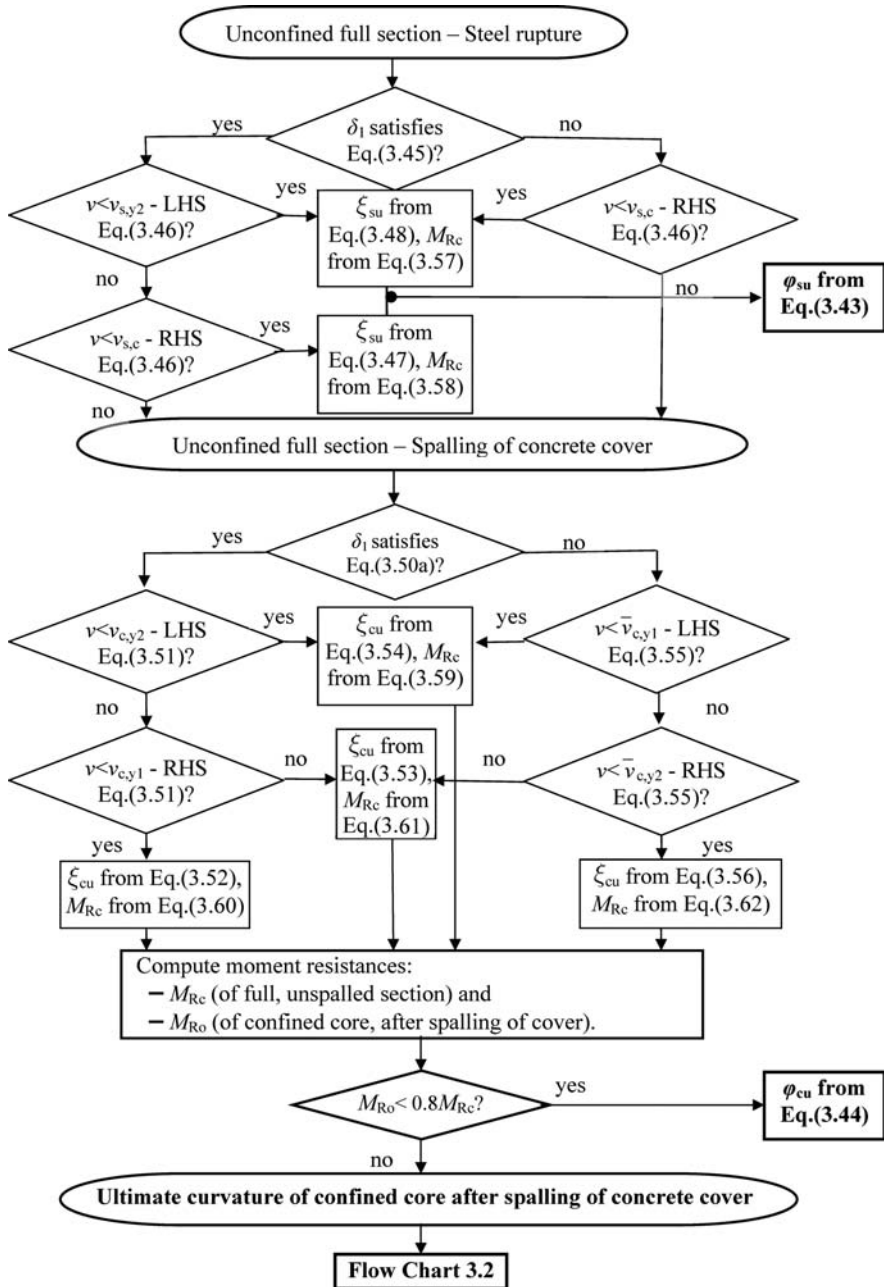 Unconfined full section – Steel rupture
yes
δ₁ satisfies
Eq.(3.45)?
no
ν<νs,y2 - LHS
Eq.(3.46)?
yes
ξsu from
Eq.(3.48), MRc
from Eq.(3.57)
yes
ν<νs,c - RHS
Eq.(3.46)?
no
no
φsu from
Eq.(3.43)
ν<νs,c - RHS
Eq.(3.46)?
yes
ξsu from
Eq.(3.47), MRc
from Eq.(3.58)
no
Unconfined full section – Spalling of concrete cover
yes
δ₁ satisfies
Eq.(3.50a)?
no
ν<νc,y2 - LHS
Eq.(3.51)?
yes
ξcu from
Eq.(3.54), MRc
from Eq.(3.59)
yes
ν<ν̅c,y1 - LHS
Eq.(3.55)?
no
no
ν<νc,y1 - RHS
Eq.(3.51)?
no
ξcu from
Eq.(3.53),
MRc from
Eq.(3.61)
no
ν<ν̅c,y2 - RHS
Eq.(3.55)?
yes
yes
ξcu from Eq.(3.52),
MRc from Eq.(3.60)
ξcu from Eq.(3.56),
MRc from Eq.(3.62)
Compute moment resistances:
– MRc (of full, unspalled section) and
– MRo (of confined core, after spalling of cover).
MRo< 0.8MRc?
yes
φcu from
Eq.(3.44)
no
Ultimate curvature of confined core after spalling of concrete cover
Flow Chart 3.2